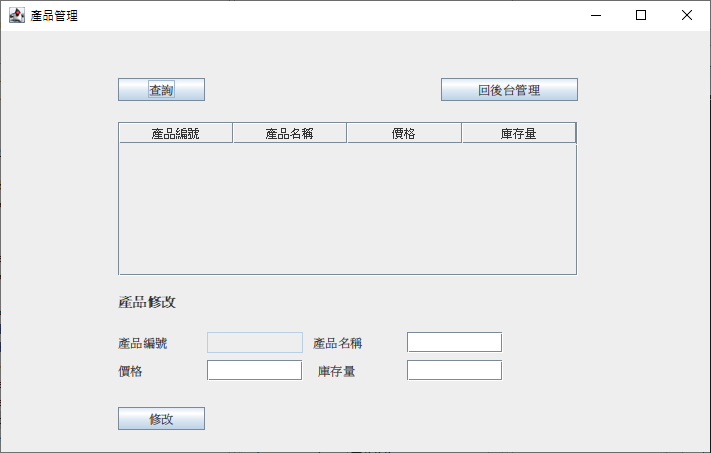 產品管理
查詢 回後台管理
產品編號 產品名稱 價格 庫存量
產品修改
產品編號 產品名稱
價格 庫存量
修改